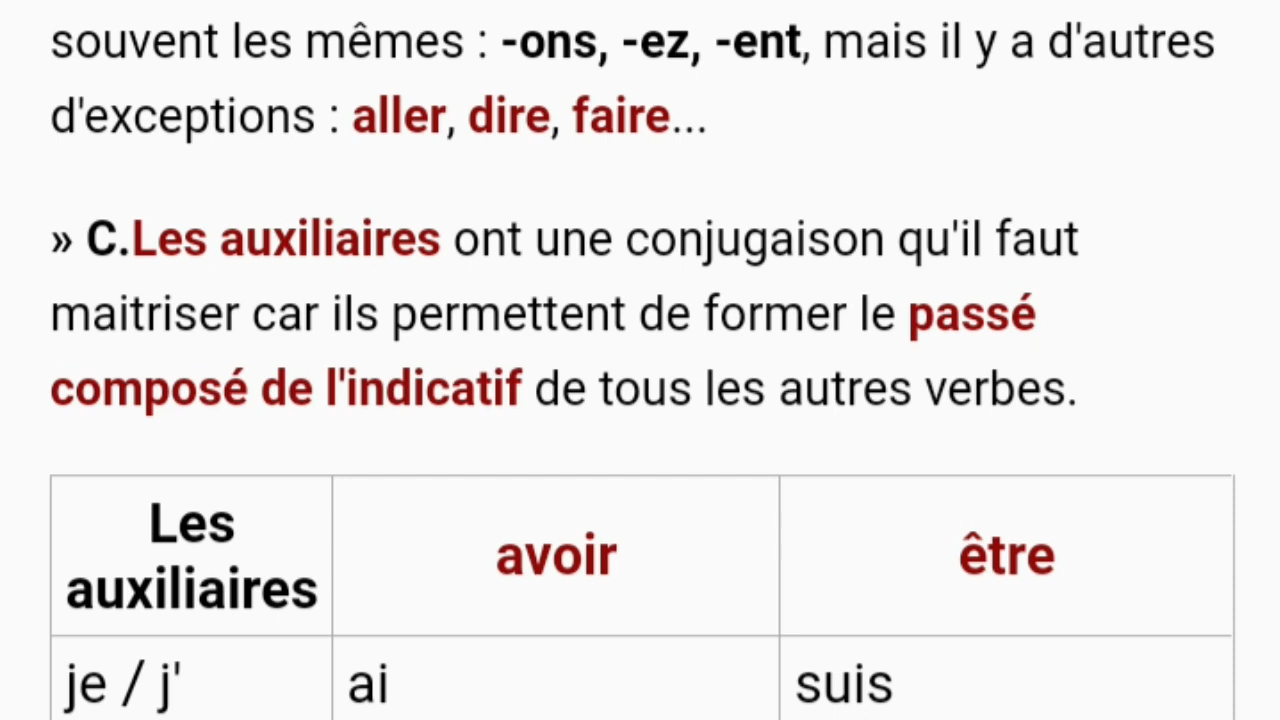 souvent les mêmes : -ons, -ez, -ent, mais il y a d'autres
d'exceptions : aller, dire, faire...
» C.Les auxiliaires ont une conjugaison qu'il faut
maitriser car ils permettent de former le passé
composé de l'indicatif de tous les autres verbes.
Les
auxiliaires
avoir
être
je / j'
ai
suis